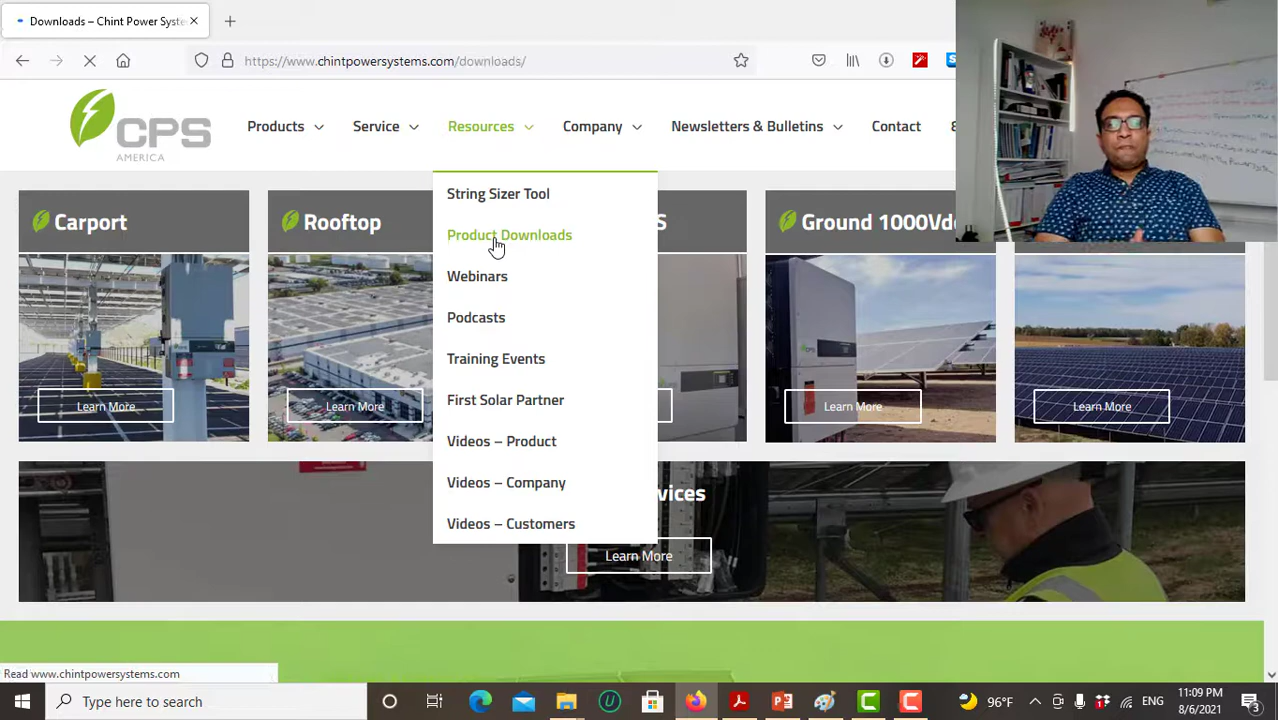 Downloads – Chint Power Syste
https://www.chintpowersystems.com/downloads/
CPS
AMERICA
Products
Service
Resources
Company
Newsletters & Bulletins
Contact
String Sizer Tool
Product Downloads
Webinars
Podcasts
Training Events
First Solar Partner
Videos – Product
Videos – Company
Videos – Customers
Carport
Rooftop
S
Ground 1000Vd
Learn More
Learn More
Learn More
Learn More
vices
Learn More
Read www.chintpowersystems.com
Type here to search
96°F
ENG
11:09 PM
8/6/2021
3